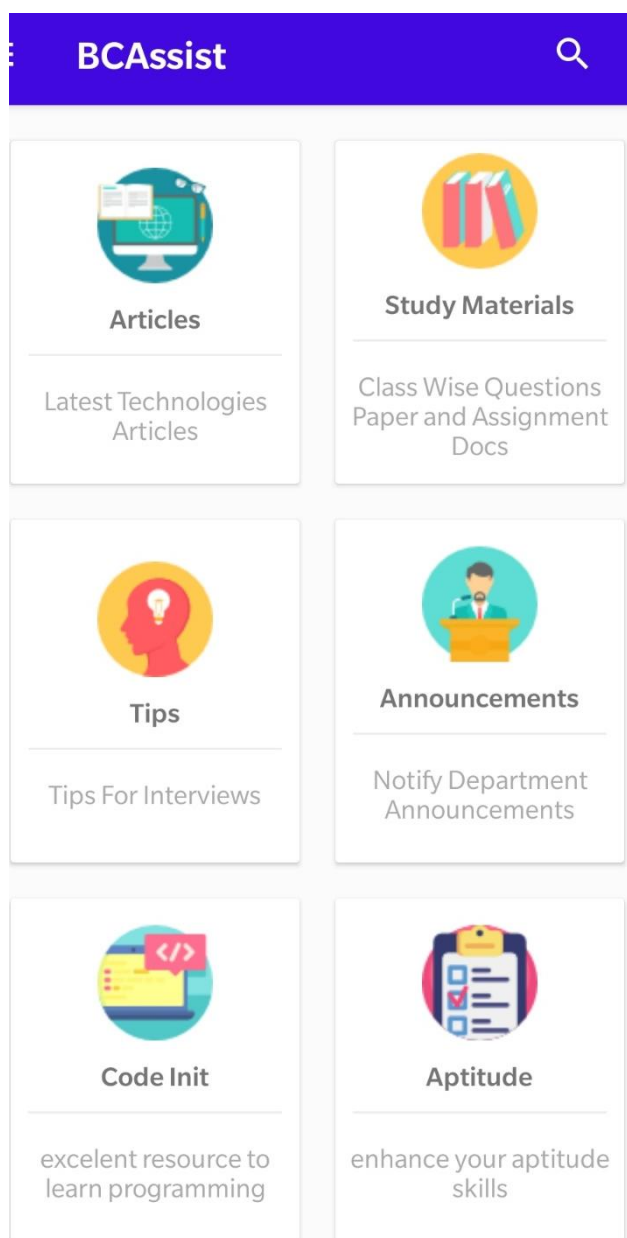 BCAssist
Articles
Latest Technologies
Articles
Study Materials
Class Wise Questions
Paper and Assignment
Docs
Tips
Tips For Interviews
Announcements
Notify Department
Announcements
</>
Code Init
excelent resource to
learn programming
Aptitude
enhance your aptitude
skills